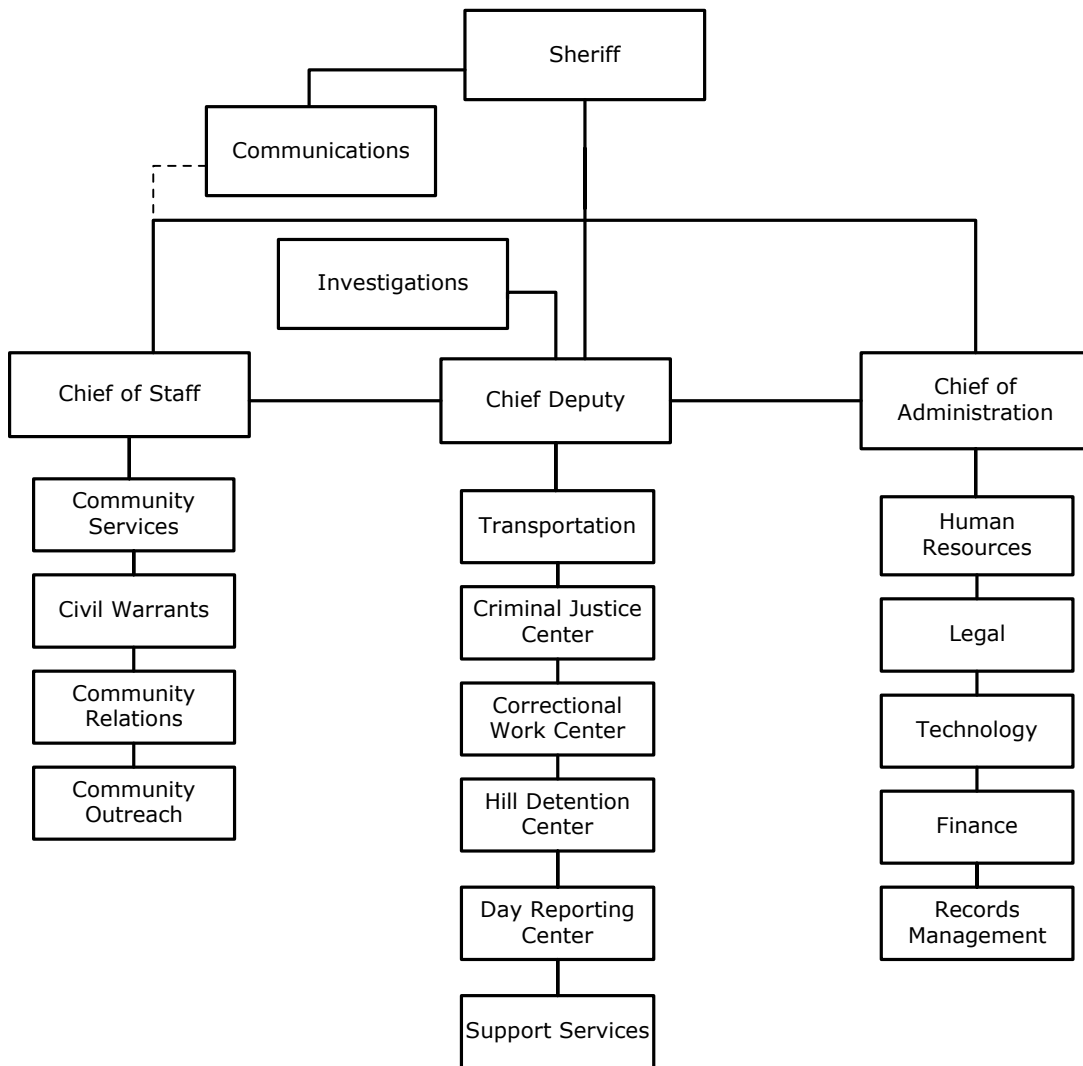 Sheriff
Communications
Investigations
Chief of Staff
Chief Deputy
Chief of
Administration
Community
Services
Civil Warrants
Community
Relations
Community
Outreach
Transportation
Criminal Justice
Center
Correctional
Work Center
Hill Detention
Center
Day Reporting
Center
Support Services
Human
Resources
Legal
Technology
Finance
Records
Management